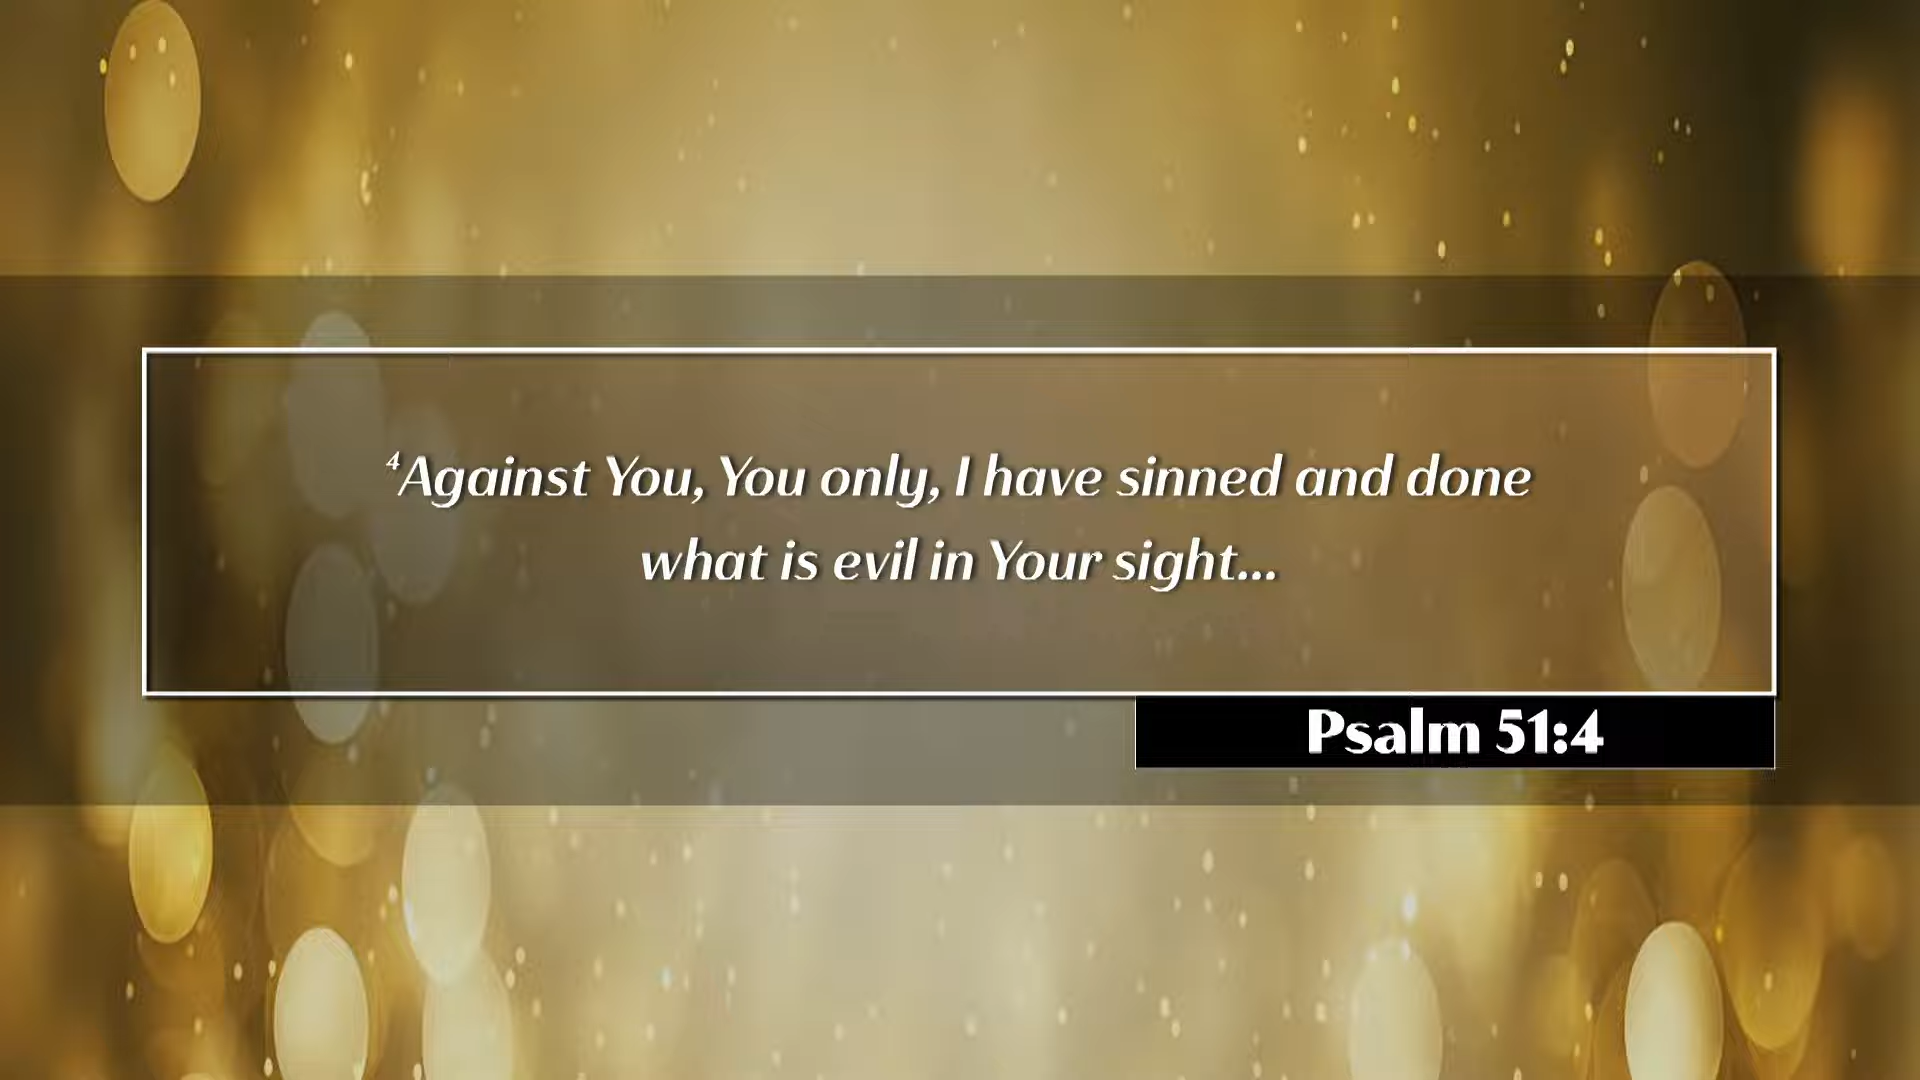 ⁴Against You, You only, I have sinned and done
what is evil in Your sight...
Psalm 51:4